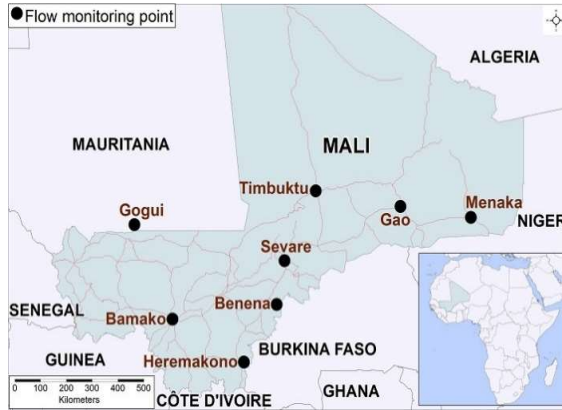 Flow monitoring point
ALGERIA
MAURITANIA
MALI
Timbuktu
Menaka
Gogui
Gao
NIGER
Sevare
SENEGAL
Bamako
Benena
BURKINA FASO
GUINEA
Heremakono
0 100 200 300 400 500
Kilometers
GHANA
CÔTE D'IVOIRE